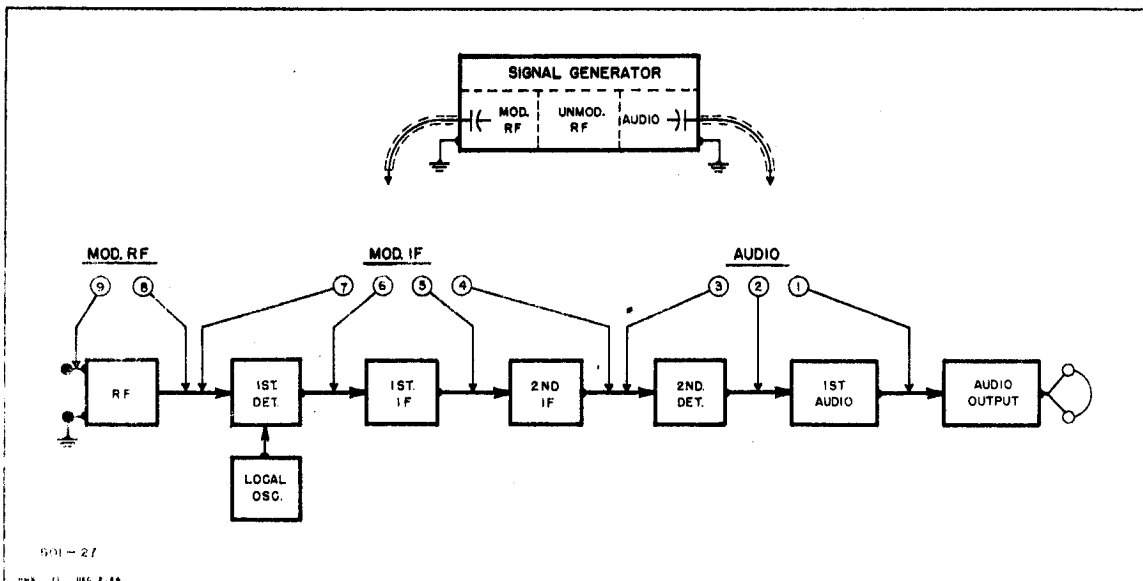 SIGNAL GENERATOR
MOD. RF
UNMOD. RF
AUDIO
MOD. RF
MOD. IF
AUDIO
9 8 7 6 5 4 3 2 1
RF
1ST. DET.
1ST. IF
2ND IF
2ND. DET.
1ST AUDIO
AUDIO OUTPUT
LOCAL OSC.
501-27